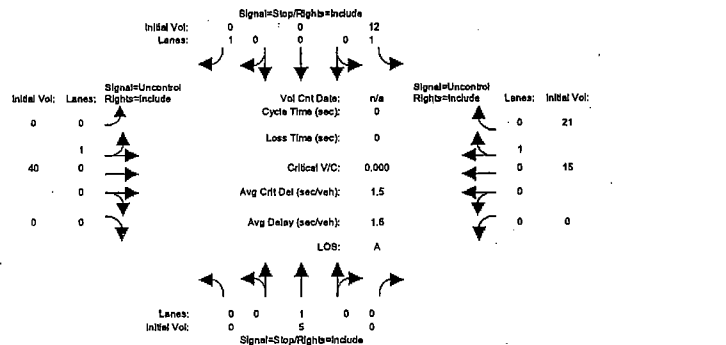 Signal=Stop/Rights=Include
Initial Vol: 0 0 12
Lanes: 1 0 0 0 1
Signal=Uncontrol
Initial Vol: Lanes: Rights=Include
Vol Cnt Date: n/a
Signal=Uncontrol
Rights=Include Lanes: Initial Vol:
Cycle Time (sec): 0
0 0
0 21
Loss Time (sec): 0
1
1
40 0
Critical V/C: 0.000
0 15
0
Avg Crit Del (sec/veh): 1.5
0
0 0
Avg Delay (sec/veh): 1.5
0 0
LOS: A
Lanes: 0 0 1 0 0
Initial Vol: 0 5 0
Signal=Stop/Rights=Include